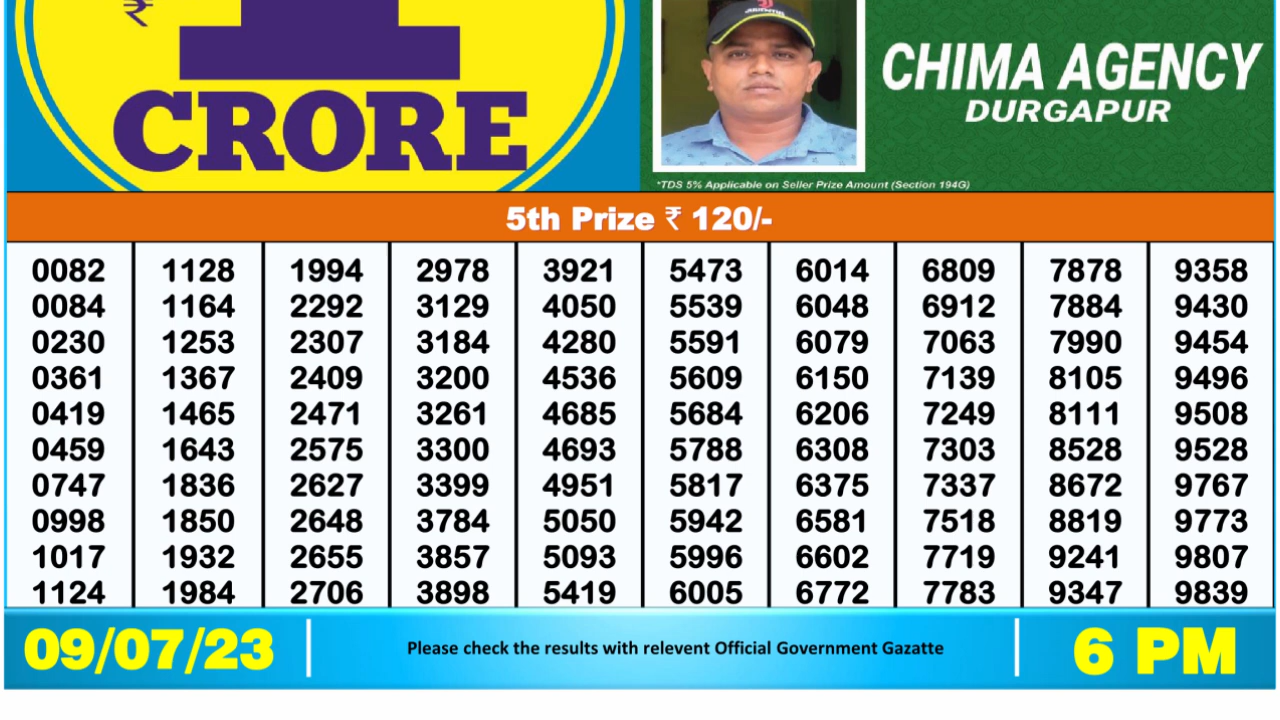 ₹ 1
CRORE
CHIMA AGENCY
DURGAPUR
*TDS 5% Applicable on Seller Prize Amount (Section 194G)
5th Prize ₹ 120/-
0082 1128 1994 2978 3921 5473 6014 6809 7878 9358
0084 1164 2292 3129 4050 5539 6048 6912 7884 9430
0230 1253 2307 3184 4280 5591 6079 7063 7990 9454
0361 1367 2409 3200 4536 5609 6150 7139 8105 9496
0419 1465 2471 3261 4685 5684 6206 7249 8111 9508
0459 1643 2575 3300 4693 5788 6308 7303 8528 9528
0747 1836 2627 3399 4951 5817 6375 7337 8672 9767
0998 1850 2648 3784 5050 5942 6581 7518 8819 9773
1017 1932 2655 3857 5093 5996 6602 7719 9241 9807
1124 1984 2706 3898 5419 6005 6772 7783 9347 9839
09/07/23
Please check the results with relevent Official Government Gazatte
6 PM